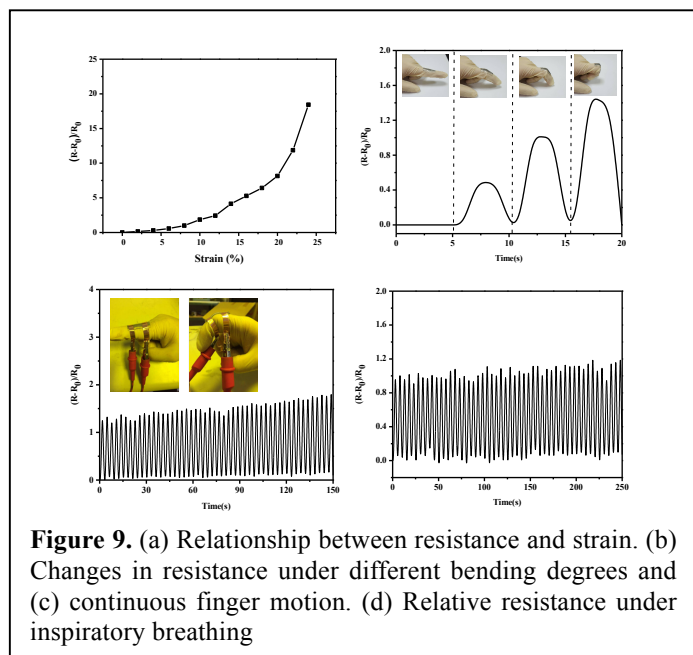 25
20
15
10
5
0
(R-R₀)/R₀
0 5 10 15 20 25
Strain (%)
1.6
1.2
0.8
0.4
0.0
(R-R₀)/R₀
0 5 10 15 20
Time(s)
4
3
2
1
0
(R-R₀)/R₀
0 30 60 90 120 150
Time(s)
2.0
1.6
1.2
0.8
0.4
0.0
(R-R₀)/R₀
0 50 100 150 200 250
Time(s)
Figure 9. (a) Relationship between resistance and strain. (b)
Changes in resistance under different bending degrees and
(c) continuous finger motion. (d) Relative resistance under
inspiratory breathing